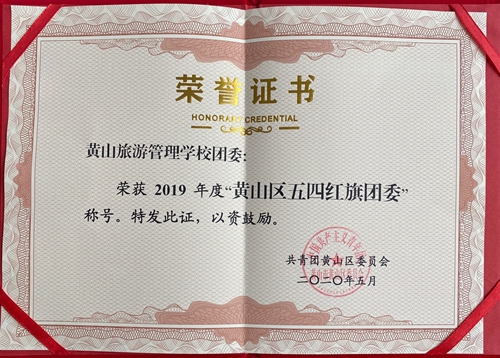 荣誉证书
HONORARY CREDENTIAL
黄山旅游管理学校团委:
荣获 2019 年度“黄山区五四红旗团委”
称号。特发此证，以资鼓励。
共青团黄山区委员会
二〇二〇年五月